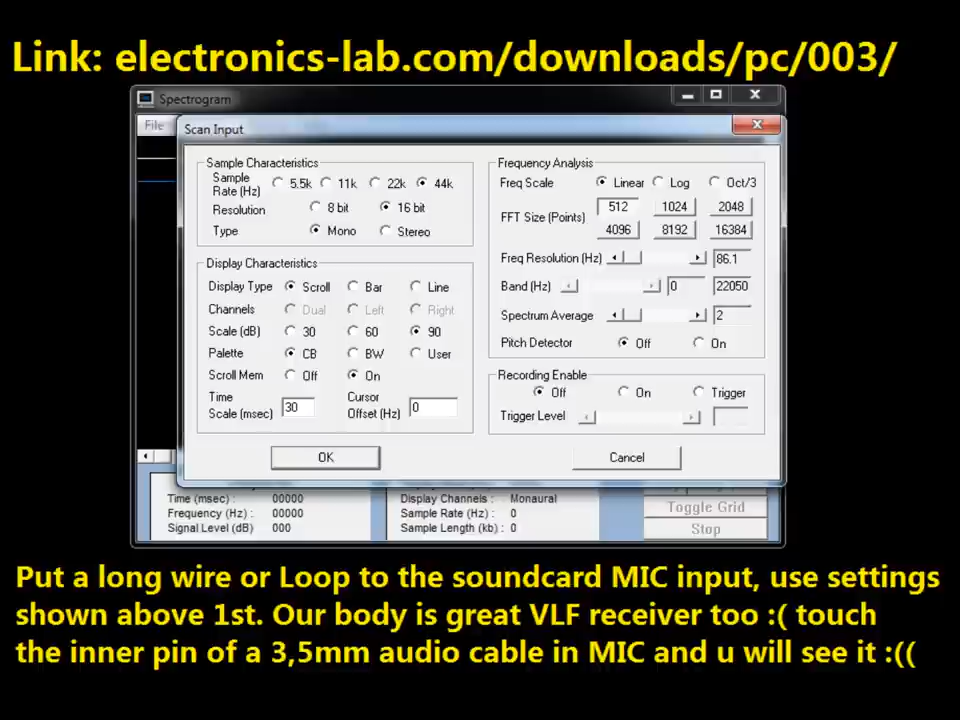 Link: electronics-lab.com/downloads/pc/003/
Spectrogram
File
Scan Input
Sample Characteristics
Sample Rate (Hz) 5.5k 11k 22k 44k
Resolution 8 bit 16 bit
Type Mono Stereo
Display Characteristics
Display Type Scroll Bar Line
Channels Dual Left Right
Scale (dB) 30 60 90
Palette CB BW User
Scroll Mem Off On
Time Scale (msec) 30 Cursor Offset (Hz) 0
Frequency Analysis
Freq Scale Linear Log Oct/3
FFT Size (Points) 512 1024 2048
4096 8192 16384
Freq Resolution (Hz) 86.1
Band (Hz) 0 22050
Spectrum Average 2
Pitch Detector Off On
Recording Enable
Off On Trigger
Trigger Level
OK Cancel
Time (msec) : 00000
Frequency (Hz) : 00000
Signal Level (dB) 000
Display Channels : Monaural
Sample Rate (Hz) : 0
Sample Length (kb) : 0
Toggle Grid
Stop
Put a long wire or Loop to the soundcard MIC input, use settings
shown above 1st. Our body is great VLF receiver too :( touch
the inner pin of a 3,5mm audio cable in MIC and u will see it :((